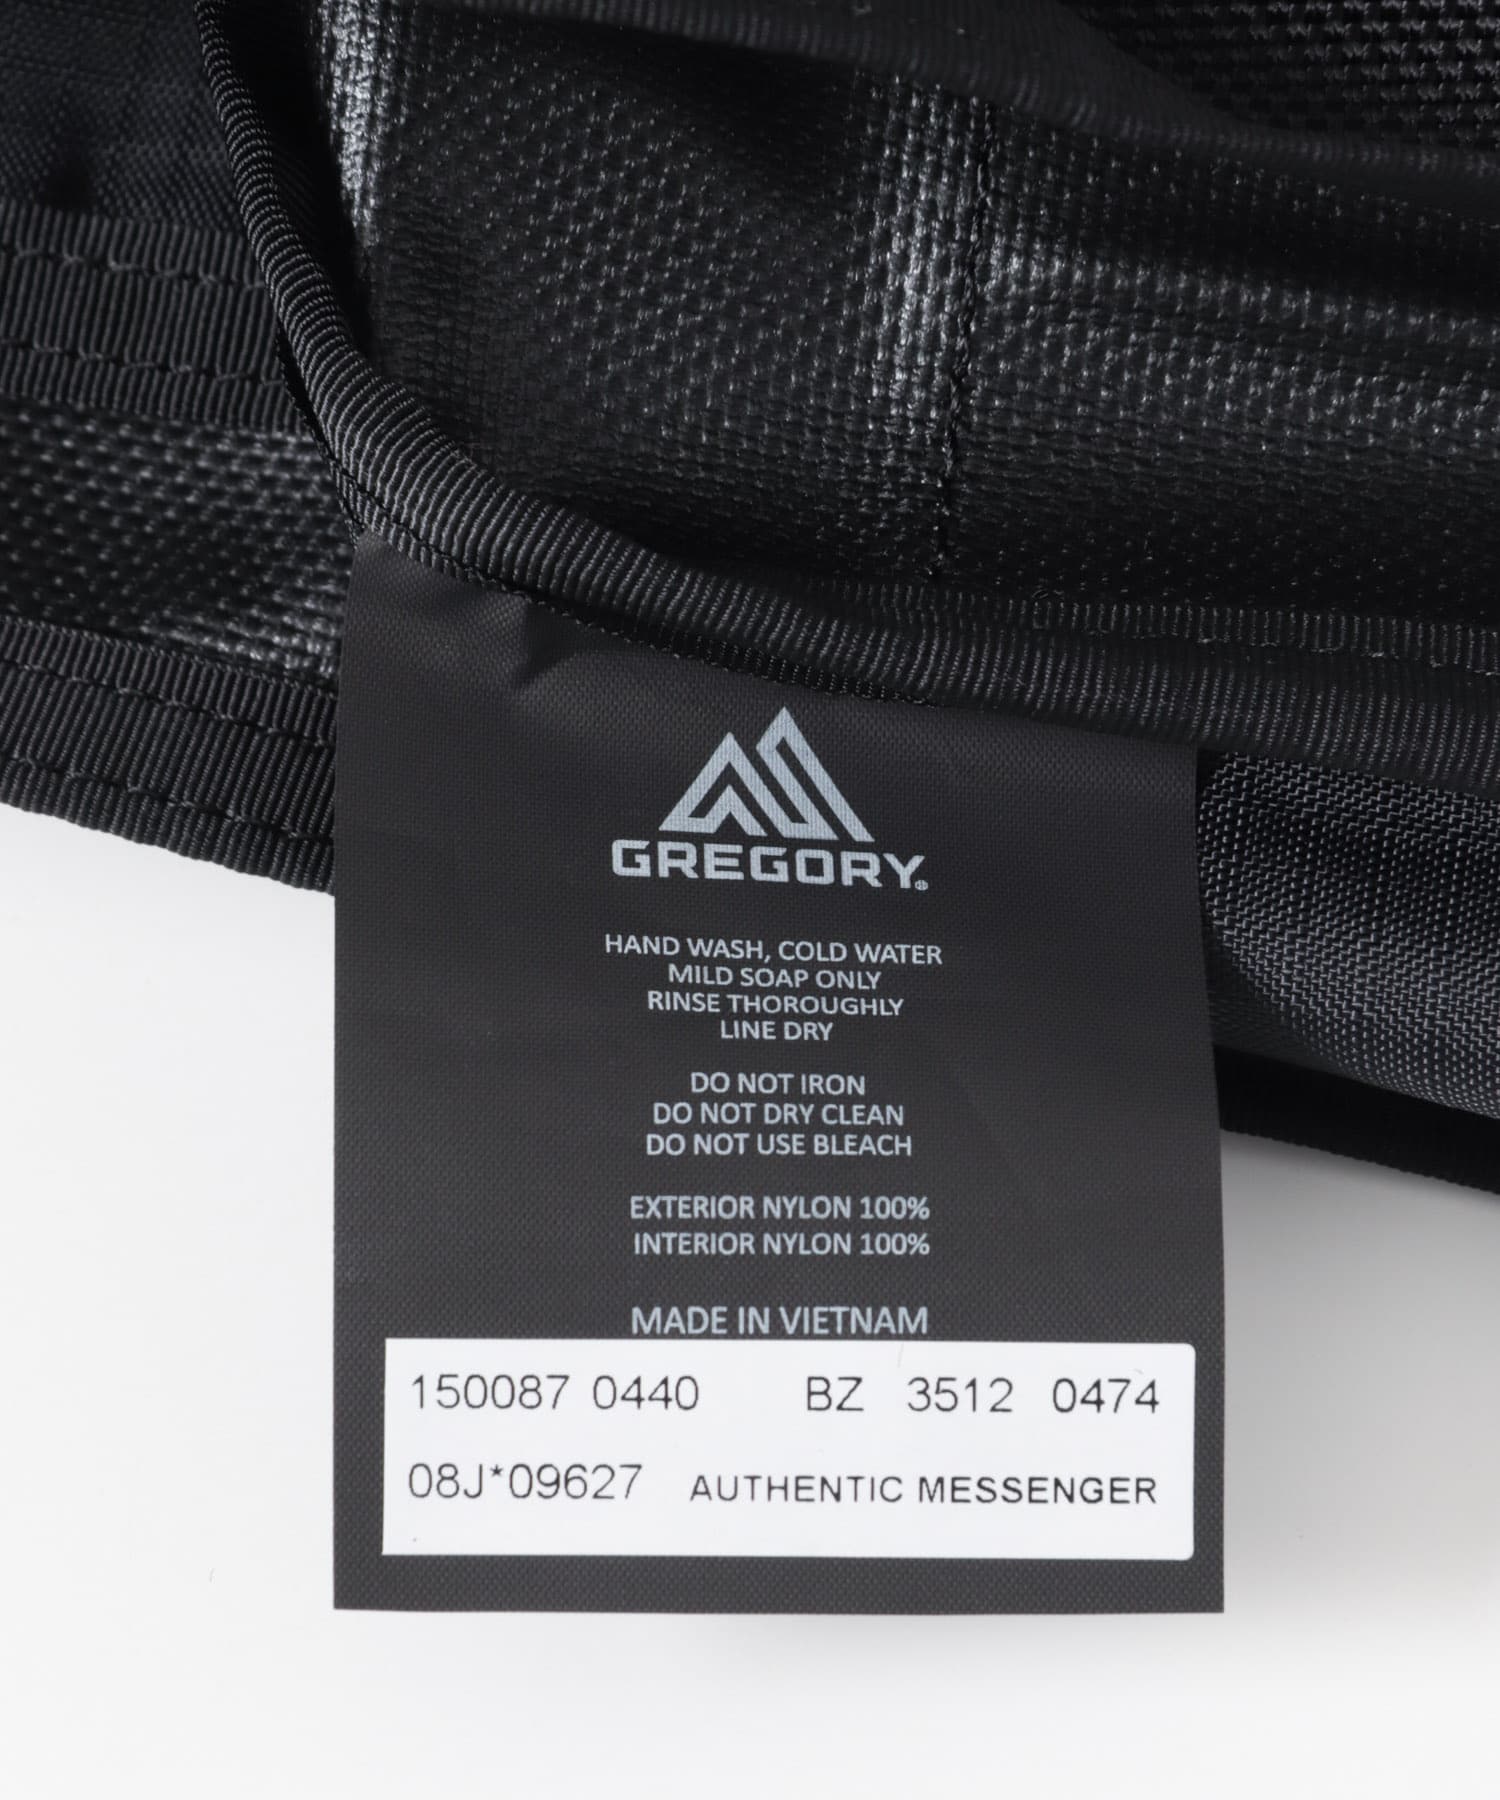 GREGORY®
HAND WASH, COLD WATER
MILD SOAP ONLY
RINSE THOROUGHLY
LINE DRY
DO NOT IRON
DO NOT DRY CLEAN
DO NOT USE BLEACH
EXTERIOR NYLON 100%
INTERIOR NYLON 100%
MADE IN VIETNAM
150087 0440 BZ 3512 0474
08J*09627 AUTHENTIC MESSENGER